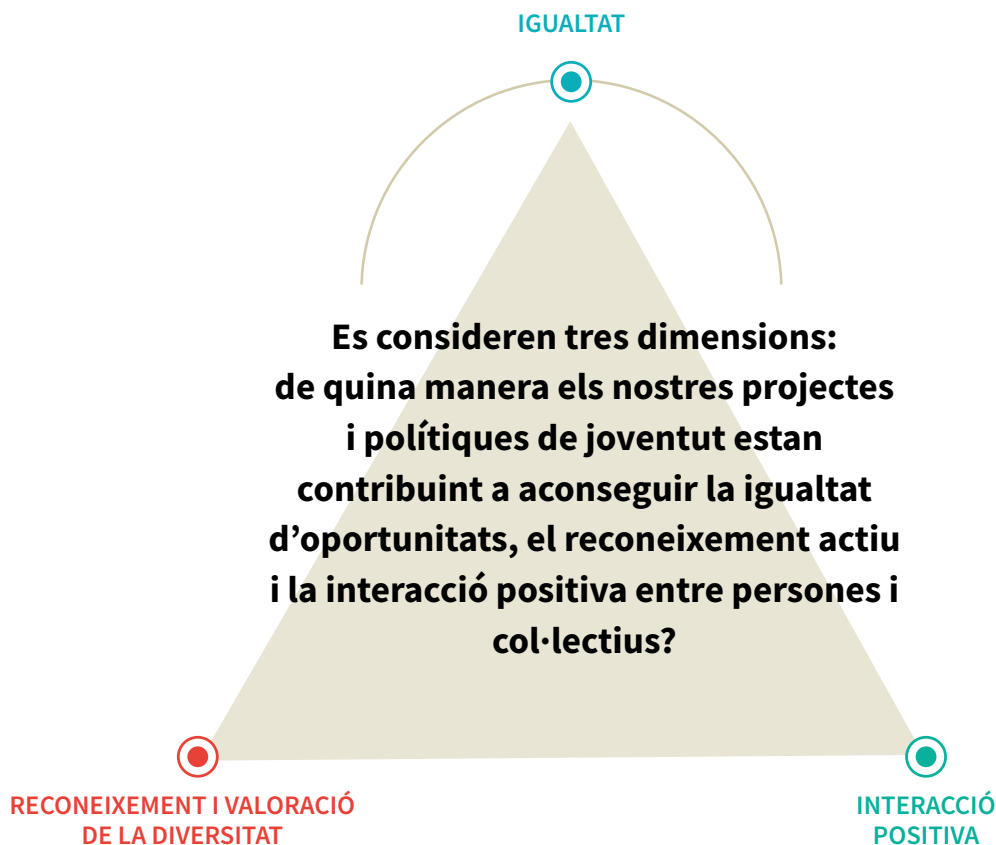 IGUALTAT
Es consideren tres dimensions:
de quina manera els nostres projectes
i polítiques de joventut estan
contribuint a aconseguir la igualtat
d’oportunitats, el reconeixement actiu
i la interacció positiva entre persones i
col·lectius?
RECONEIXEMENT I VALORACIÓ
DE LA DIVERSITAT
INTERACCIÓ
POSITIVA